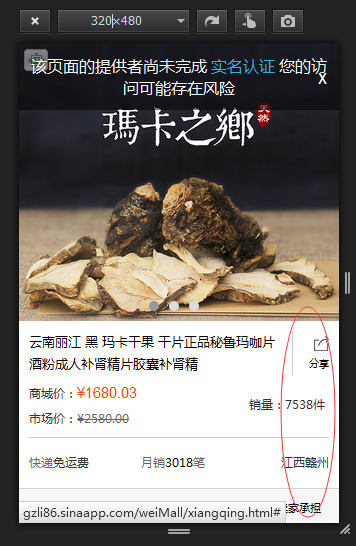 320×480
该页面的提供者尚未完成 实名认证 您的访
问可能存在风险
X
瑪卡之鄉
天然
云南丽江 黑 玛卡干果 干片正品秘鲁玛咖片
酒粉成人补肾精片胶囊补肾精
分享
商城价：¥1680.03
销量：7538件
市场价：¥2580.00
快递免运费
月销3018笔
江西赣州
家承担
gzli86.sinaapp.com/weiMall/xiangqing.html#